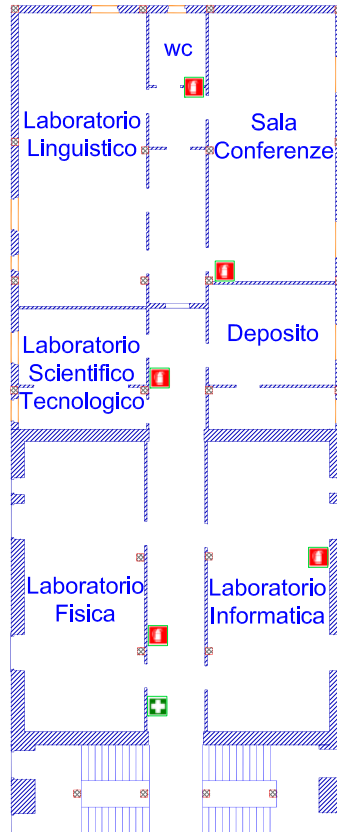 wc
Laboratorio
Linguistico
Sala
Conferenze
Laboratorio
Scientifico
Tecnologico
Deposito
Laboratorio
Fisica
Laboratorio
Informatica